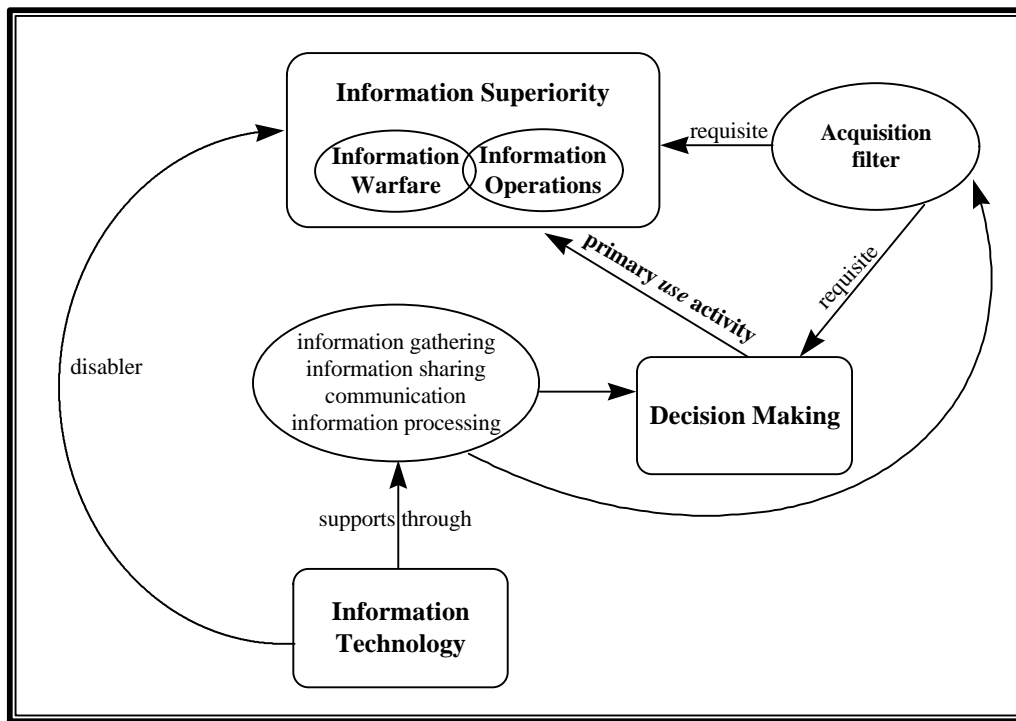 Information Superiority
Information
Warfare
Information
Operations
requisite
Acquisition
filter
primary use activity
requisite
disabler
information gathering
information sharing
communication
information processing
Decision Making
supports through
Information
Technology